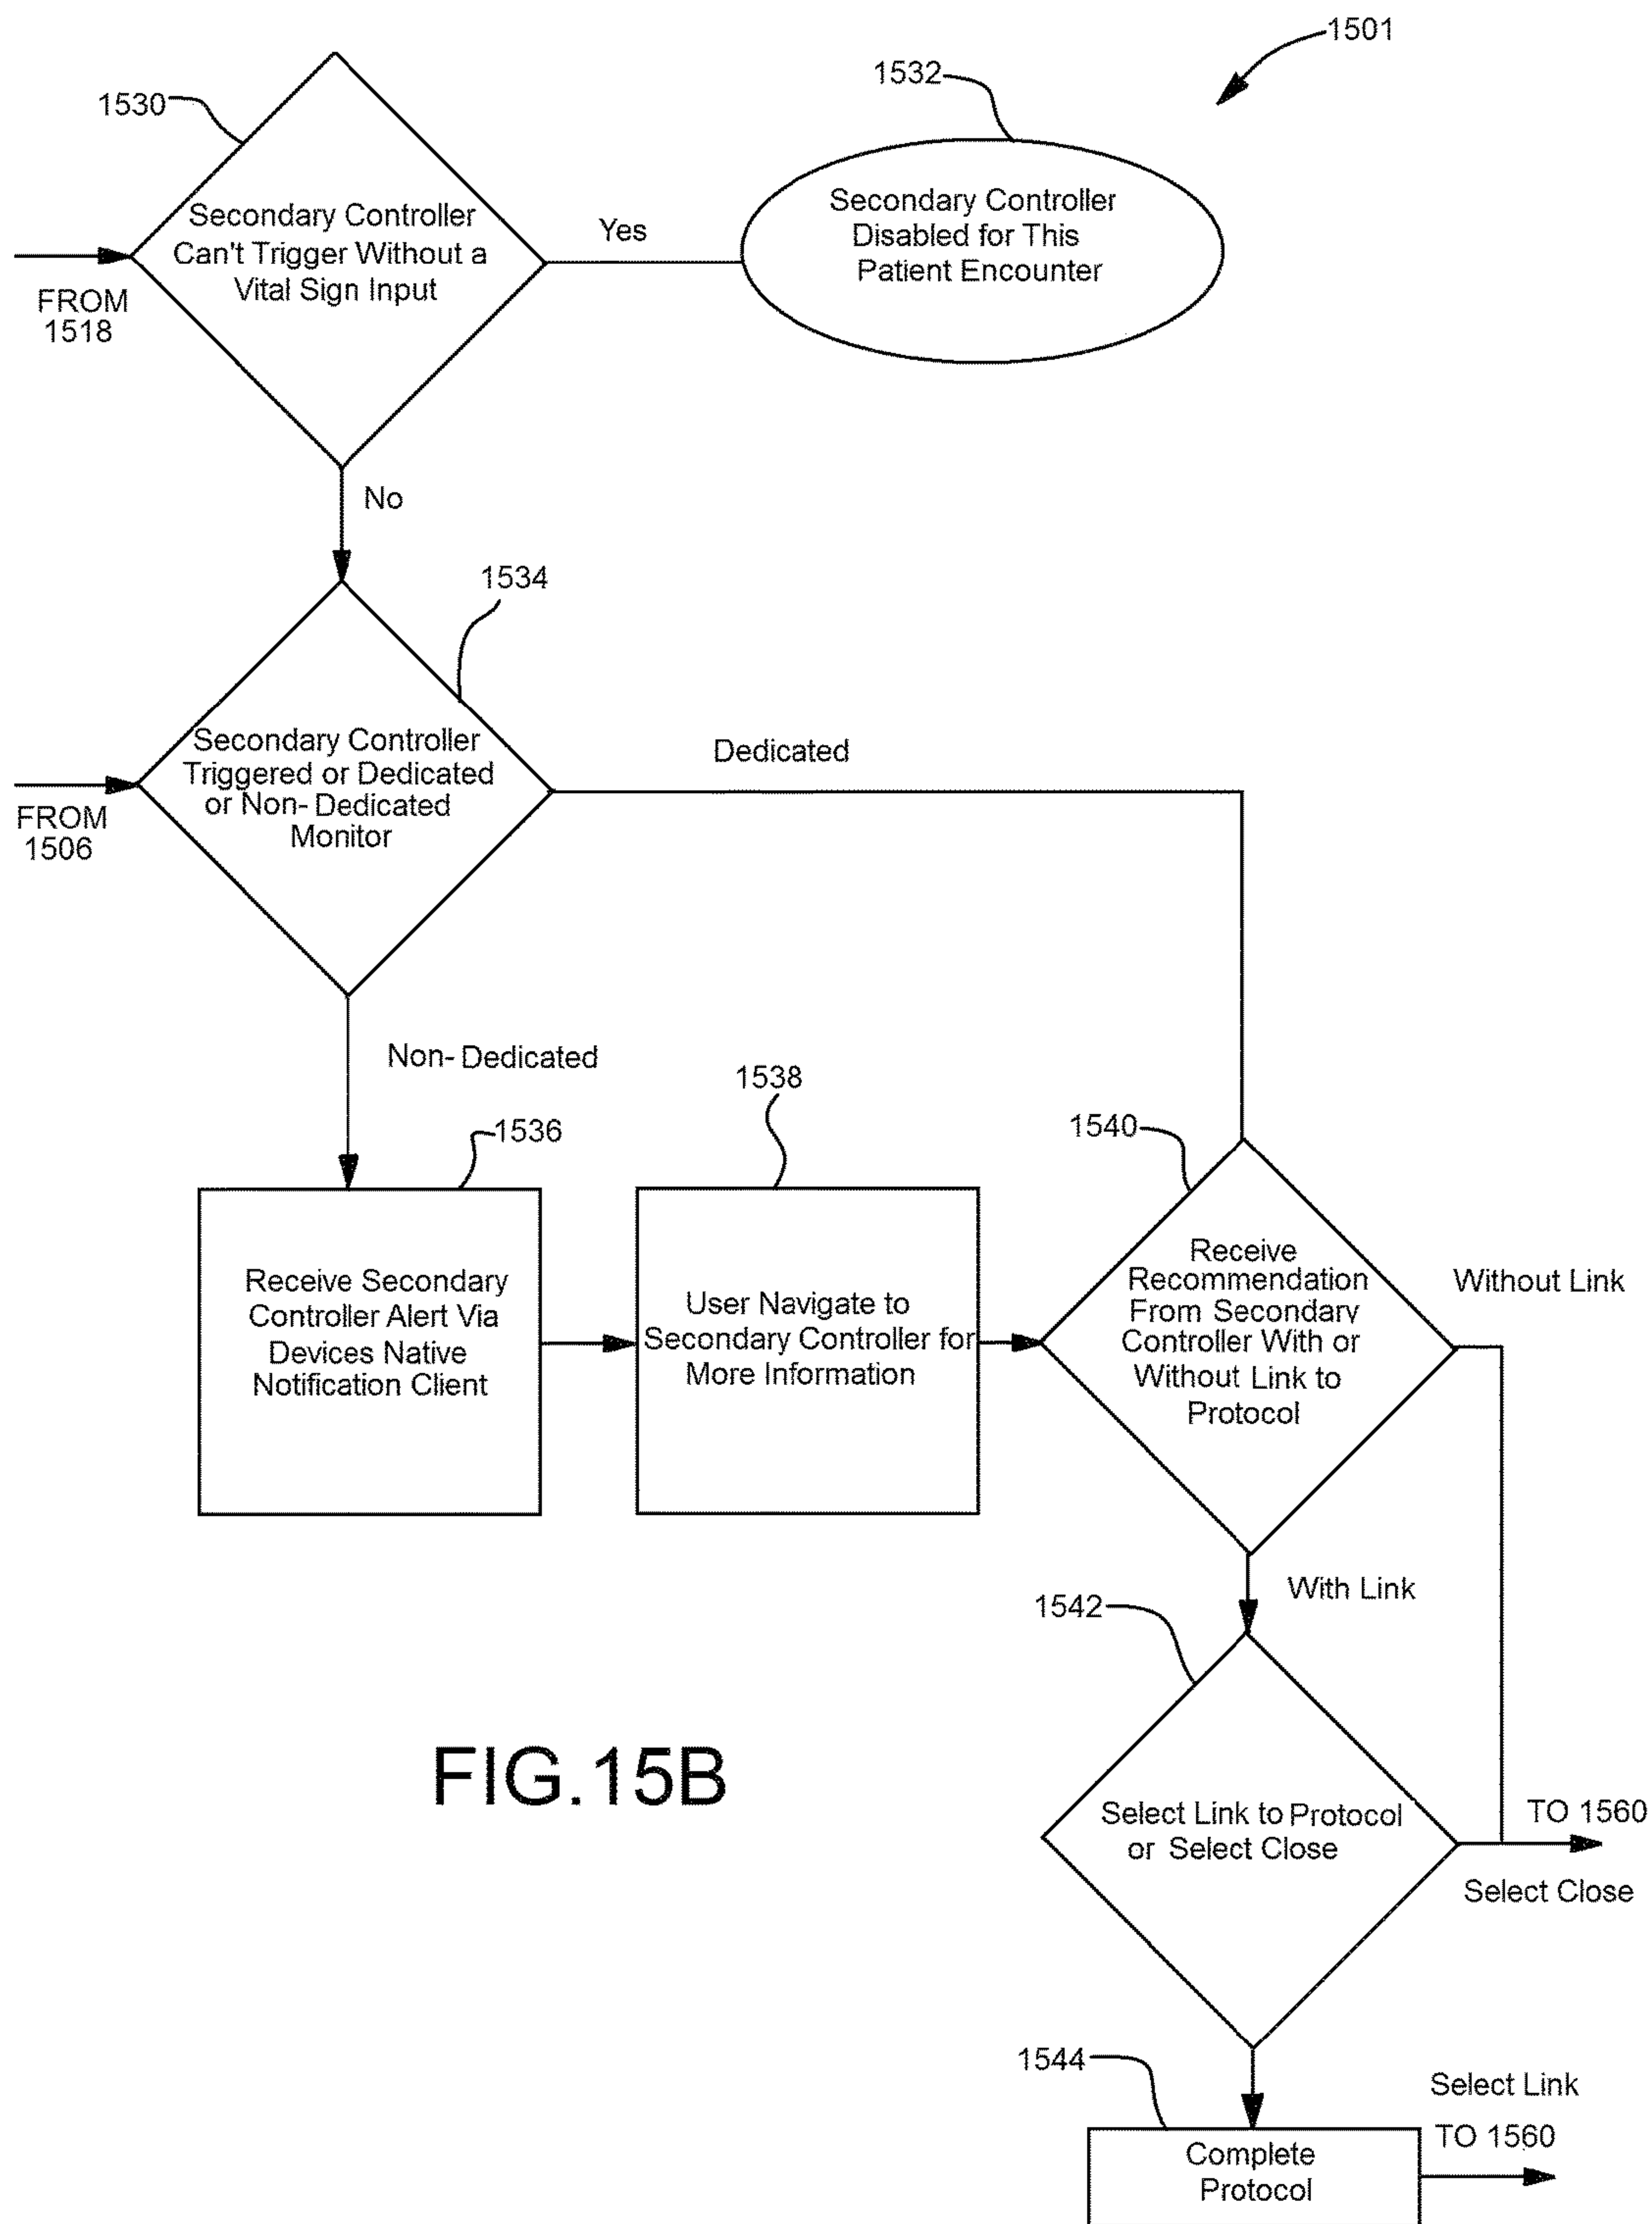 1501
1530
1532
Secondary Controller
Can't Trigger Without a
Vital Sign Input
Yes
Secondary Controller
Disabled for This
Patient Encounter
FROM
1518
No
1534
Secondary Controller
Triggered or Dedicated
or Non- Dedicated
Monitor
Dedicated
FROM
1506
Non- Dedicated
1536
1538
1540
Receive Secondary
Controller Alert Via
Devices Native
Notification Client
User Navigate to
Secondary Controller for
More Information
Receive
Recommendation
From Secondary
Controller With or
Without Link to
Protocol
Without Link
With Link
1542
Select Link to Protocol
or Select Close
TO 1560
Select Close
FIG.15B
1544
Complete
Protocol
Select Link
TO 1560